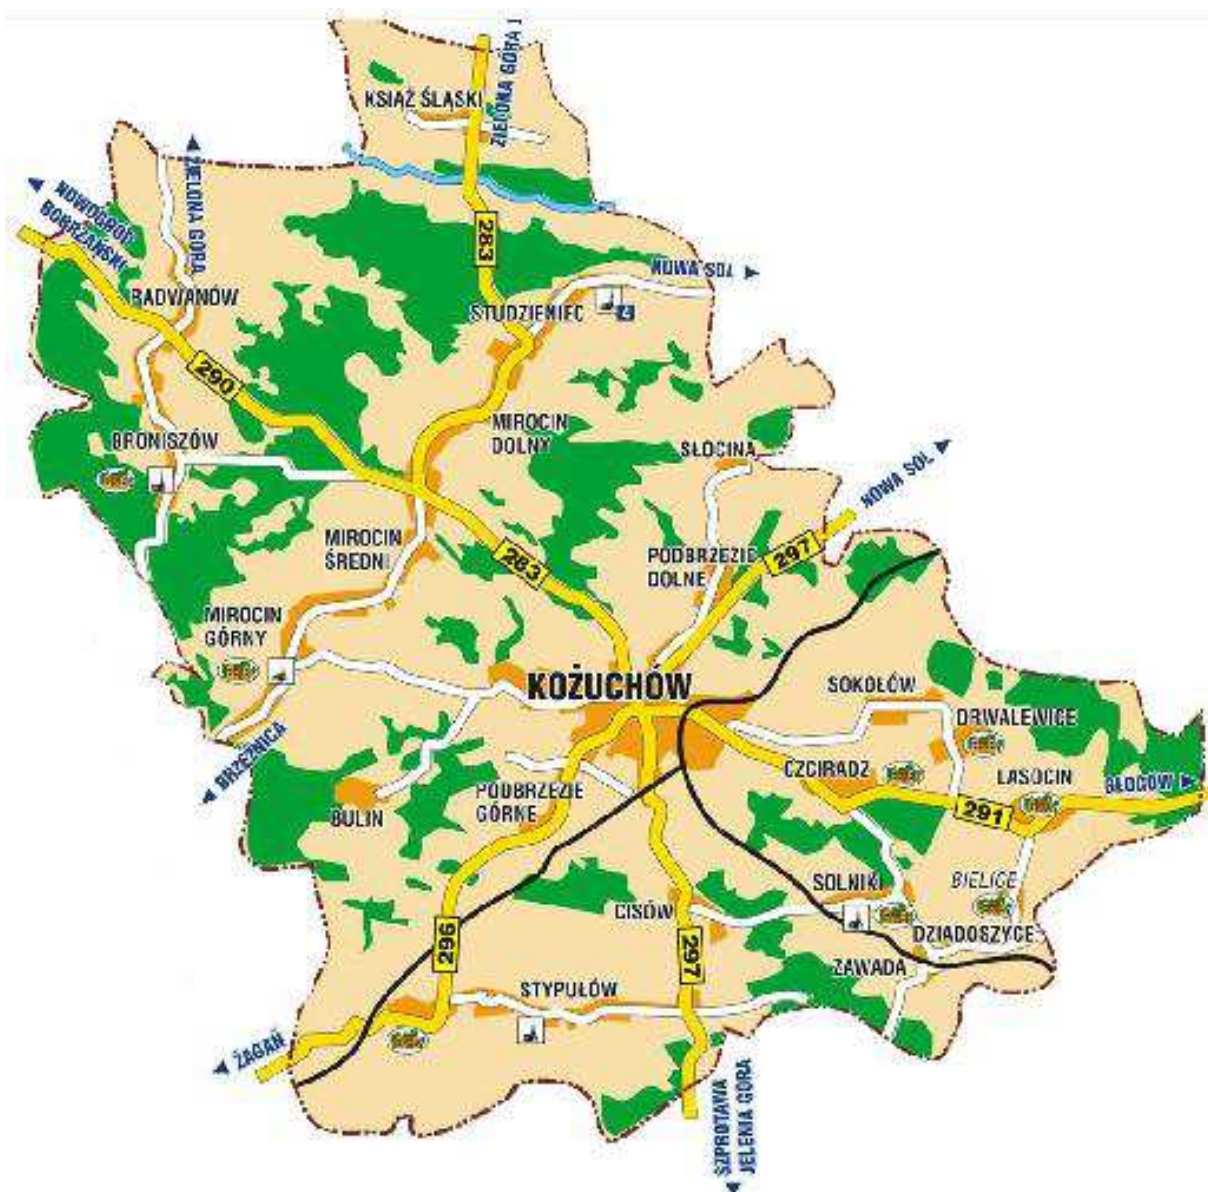 ZIELONA GÓRA
KSIĄŻ ŚLĄSKI
ZIELONA GÓRA
NOWOGRÓD
BOBRZAŃSKI
283
NOWA SÓL
RADWANÓW
STUDZIENIEC
290
MIROCIN
DOLNY
BRONISZÓW
SŁOCINA
NOWA SÓL
MIROCIN
ŚREDNI
283
PODBRZEZIE
DOLNE
297
MIROCIN
GÓRNY
KOŻUCHÓW
SOKOŁÓW
DRWALEWICE
BRZEŹNICA
CZCIRADZ
LASOCIN
GŁOGÓW
BULIN
PODBRZEZIE
GÓRNE
291
SOLNIKI
BIELICE
CISÓW
DZIADOSZYCE
296
297
ZAWADA
STYPUŁÓW
ŻAGAŃ
SZPROTAWA
JELENIA GÓRA